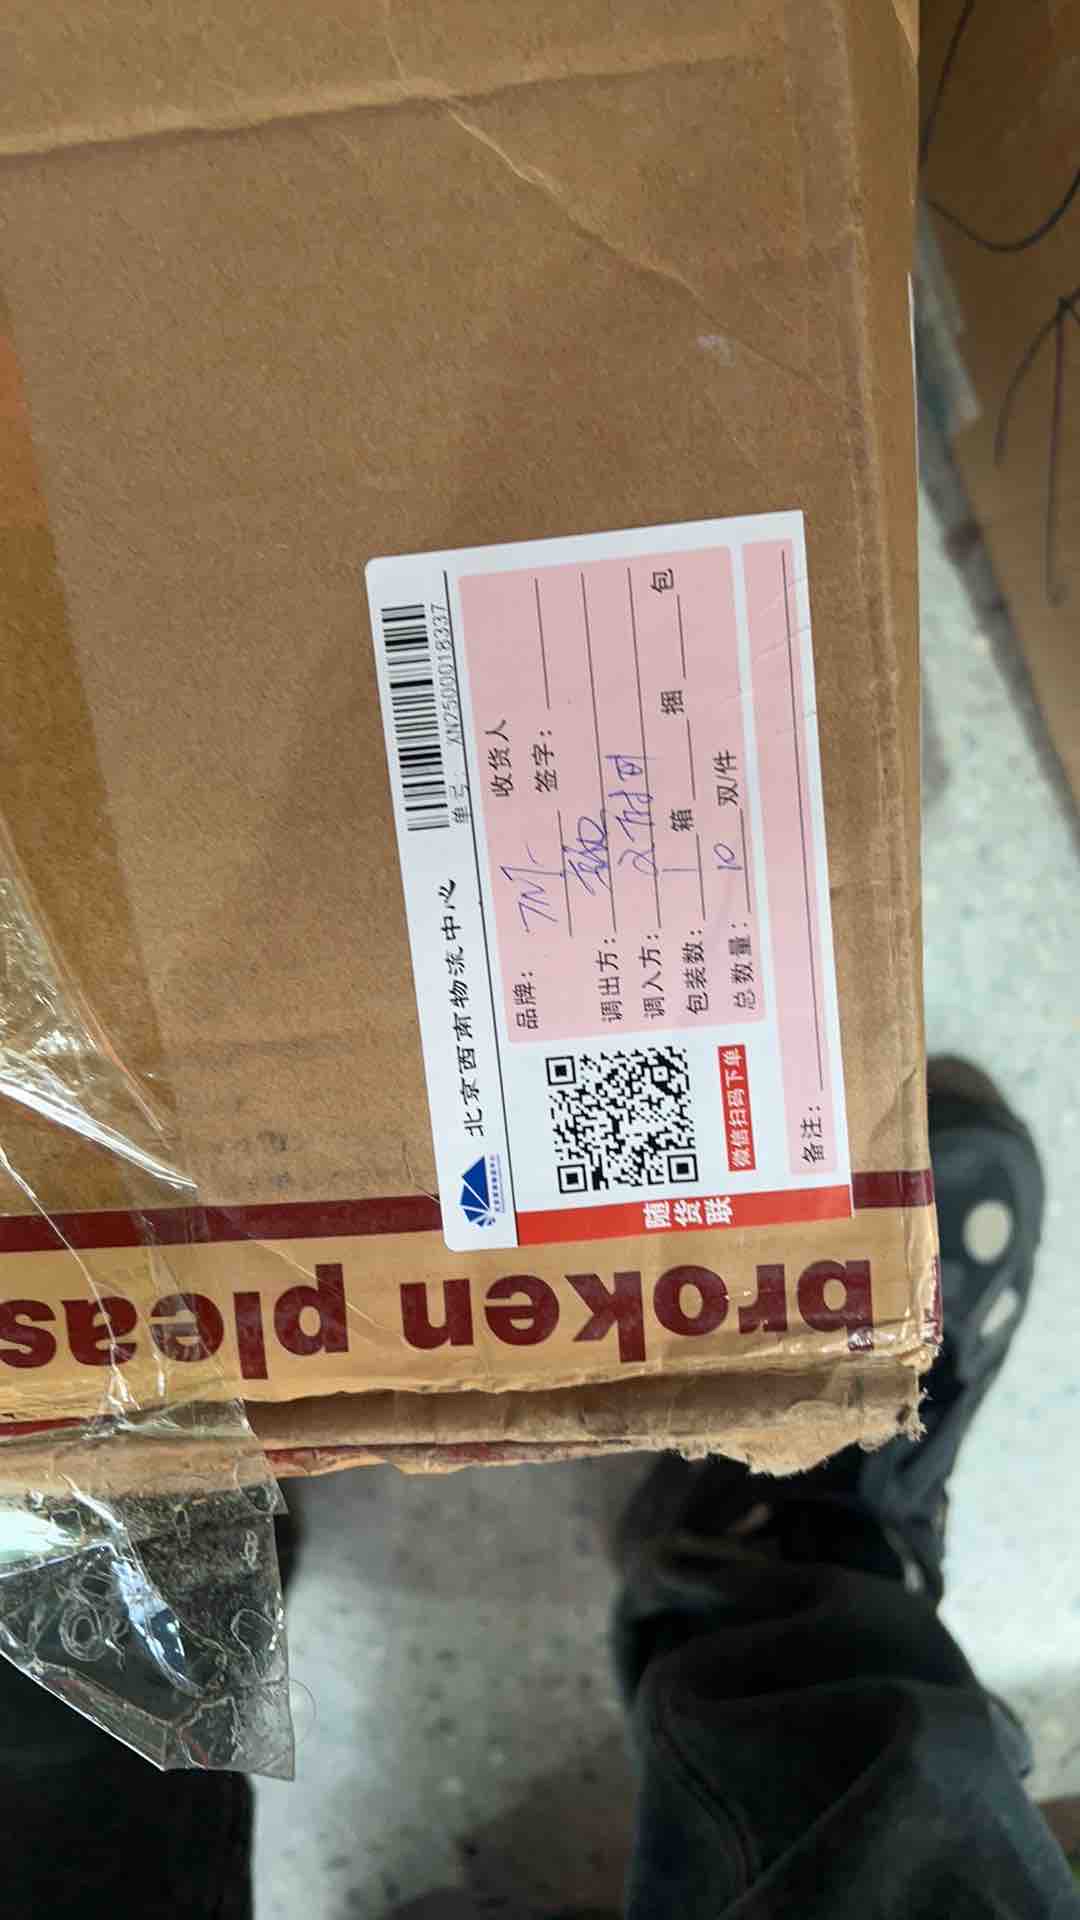 北京西南物流中心
单号: XN25000018337
品牌: TNF
收货人
签字:
调出方:
调入方:
包装数: 1 箱 捆 包
总数量: 10 双/件
备注:
微信扫码下单
随货联
broken pleas